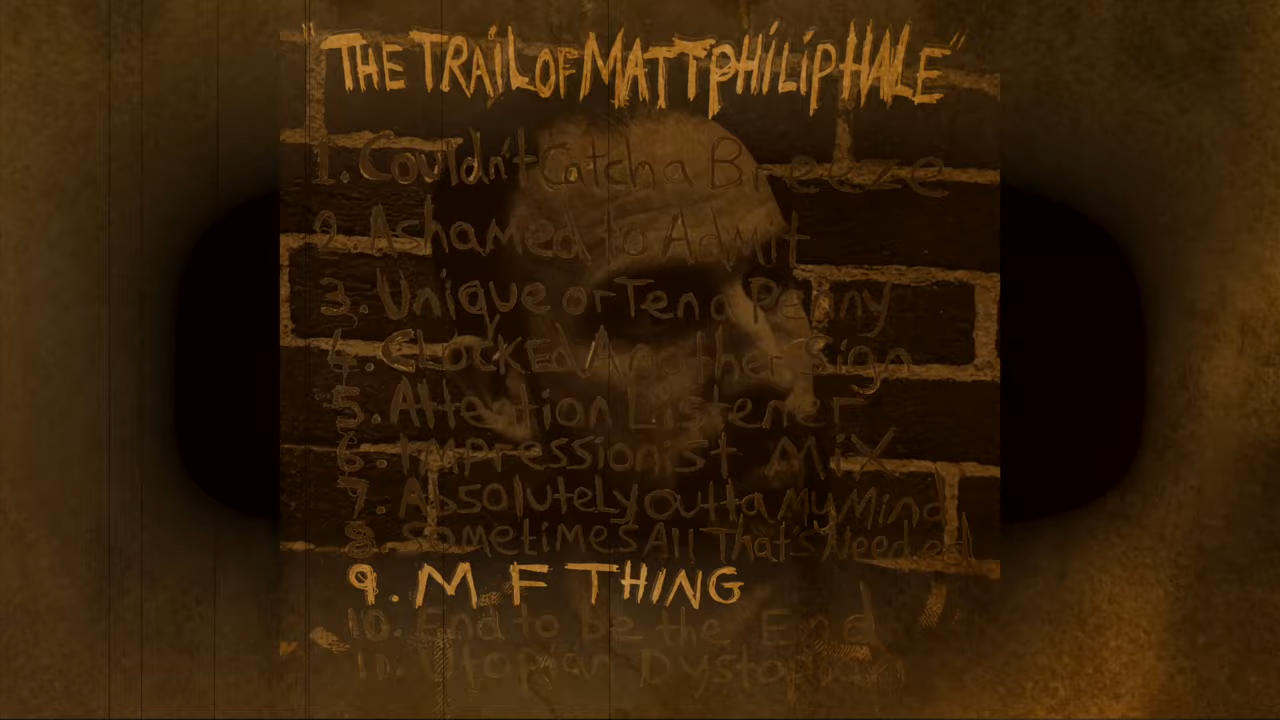 "THE TRAiL OF MATT pHiLip HALE"
1. Couldn't Catch a Breeze
2. Ashamed to Admit
3. Unique or Ten a Penny
4. CLocKEd Another Sign
5. Attention Listener
6. Impressionist MiX
7. AbsoluteLy outta My Mind
8. Sometimes All That's Needed
9. M F THING
10. End to be the End
11. Utopian Dystopian